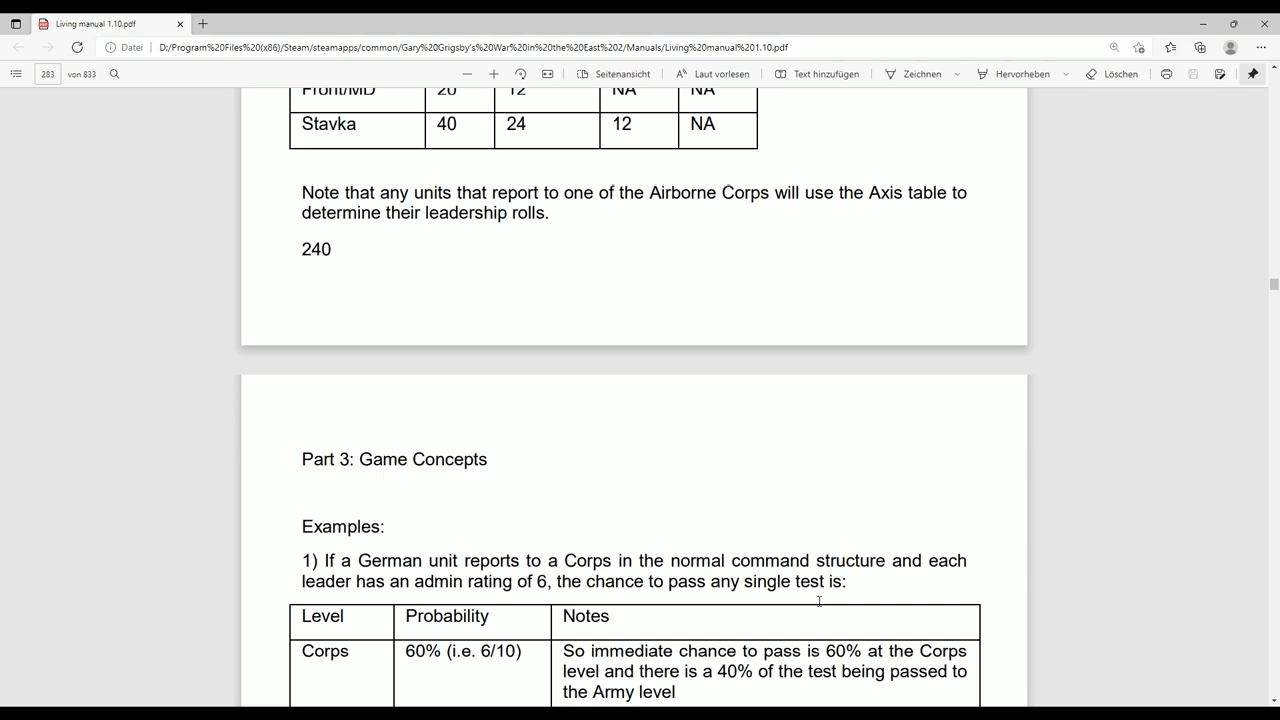 Living manual 1.10.pdf
Datei
D:/Program%20Files%20(x86)/Steam/steamapps/common/Gary%20Grigsby's%20War%20in%20the%20East%202/Manuals/Living%20manual%201.10.pdf
283 von 833
Seitenansicht
Laut vorlesen
Text hinzufügen
Zeichnen
Hervorheben
Löschen
Front/MD 20 12 NA NA
Stavka 40 24 12 NA
Note that any units that report to one of the Airborne Corps will use the Axis table to
determine their leadership rolls.
240
Part 3: Game Concepts
Examples:
1) If a German unit reports to a Corps in the normal command structure and each
leader has an admin rating of 6, the chance to pass any single test is:
Level Probability Notes
Corps 60% (i.e. 6/10) So immediate chance to pass is 60% at the Corps
level and there is a 40% of the test being passed to
the Army level